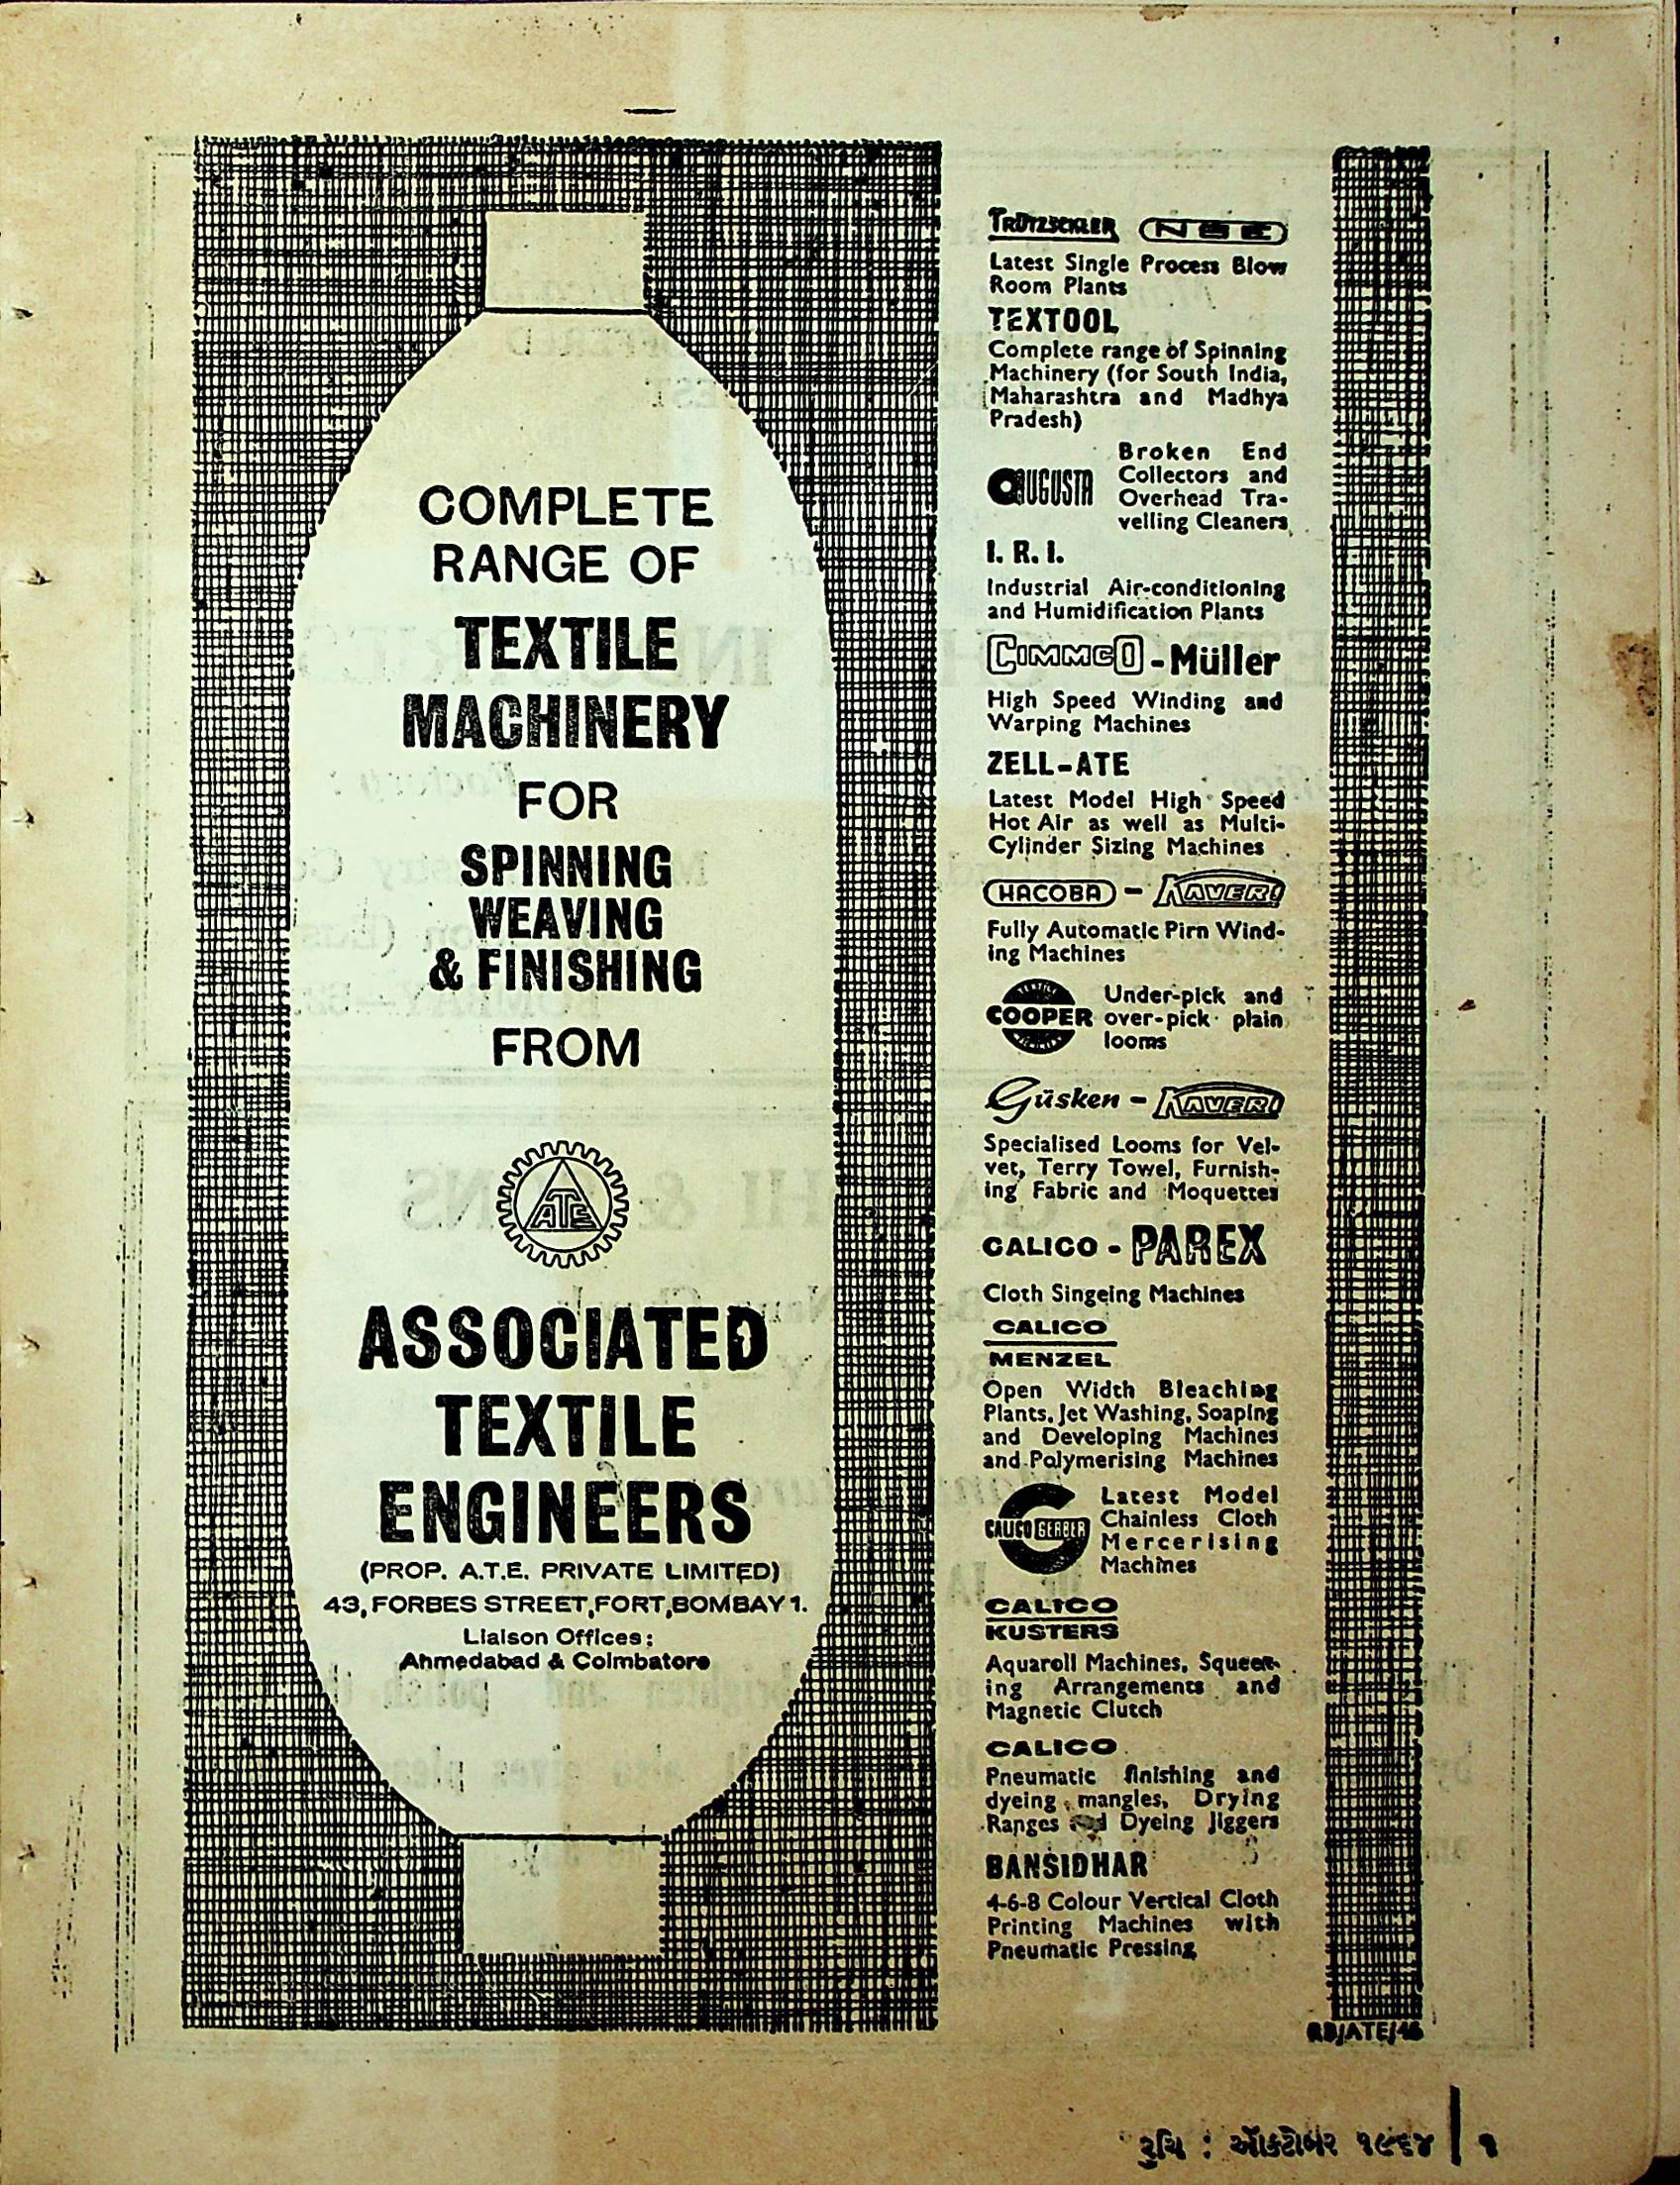 COMPLETE
RANGE OF
TEXTILE
MACHINERY
FOR
SPINNING
WEAVING
& FINISHING
FROM
ATE
ASSOCIATED
TEXTILE
ENGINEERS
(PROP. A.T.E. PRIVATE LIMITED)
43, FORBES STREET, FORT, BOMBAY 1.
Liaison Offices:
Ahmedabad & Coimbatore
TRÜTZSCHLER NSE
Latest Single Process Blow
Room Plants
TEXTOOL
Complete range of Spinning
Machinery (for South India,
Maharashtra and Madhya
Pradesh)
AUGUSTA
Broken End
Collectors and
Overhead Tra-
velling Cleaners
I. R. I.
Industrial Air-conditioning
and Humidification Plants
CIMMCO - Müller
High Speed Winding and
Warping Machines
ZELL-ATE
Latest Model High Speed
Hot Air as well as Multi-
Cylinder Sizing Machines
HACOBA - KAVERI
Fully Automatic Pirn Wind-
ing Machines
COOPER
Under-pick and
over-pick plain
looms
Güsken - KAVERI
Specialised Looms for Vel-
vet, Terry Towel, Furnish-
ing Fabric and Moquettes
CALICO - PAREX
Cloth Singeing Machines
CALICO
MENZEL
Open Width Bleaching
Plants, Jet Washing, Soaping
and Developing Machines
and Polymerising Machines
CALICO GERBER
Latest Model
Chainless Cloth
Mercerising
Machines
CALICO
KUSTERS
Aquaroll Machines, Squeez-
ing Arrangements and
Magnetic Clutch
CALICO
Pneumatic finishing and
dyeing mangles, Drying
Ranges and Dyeing Jiggers
BANSIDHAR
4-6-8 Colour Vertical Cloth
Printing Machines with
Pneumatic Pressing
RB/ATE/46
રુચિ : ઑક્ટોબર ૧૯૬૪ | ૧